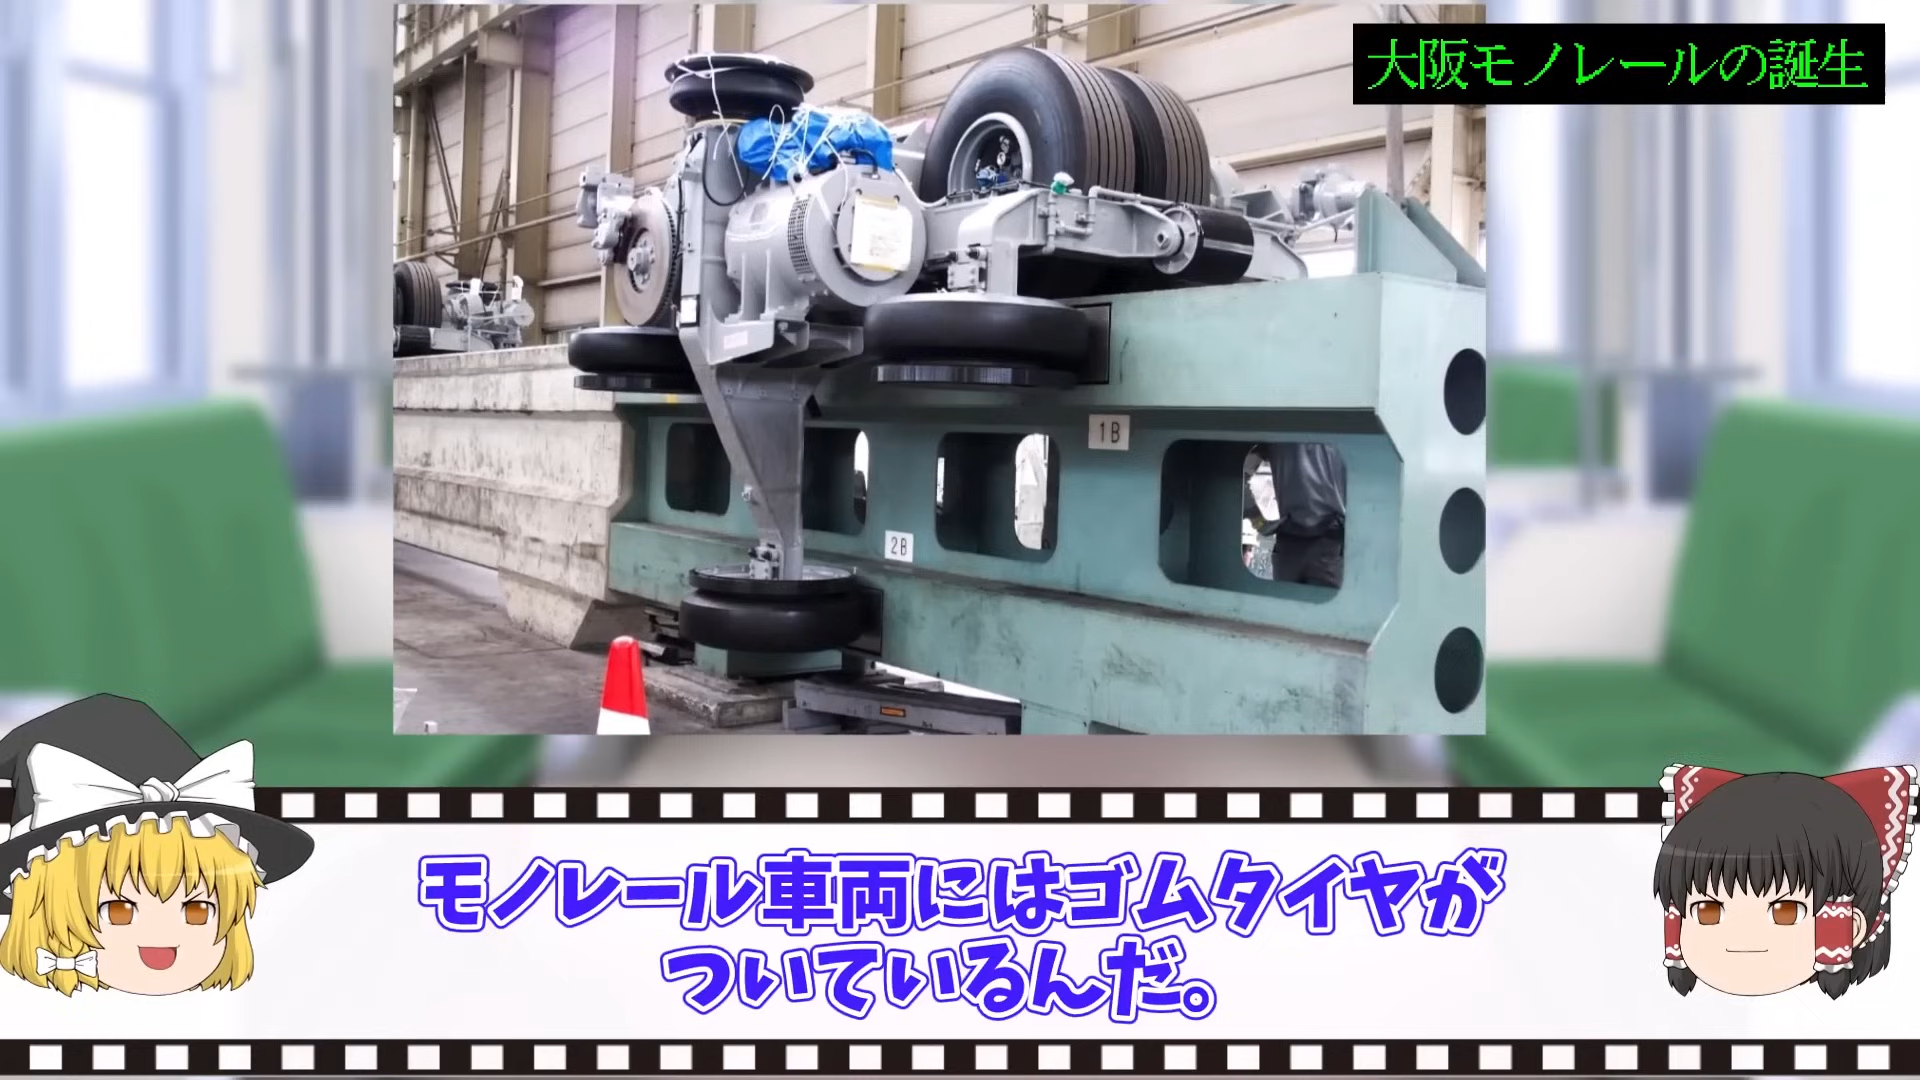 大阪モノレールの誕生
1B
2B
モノレール車両にはゴムタイヤが
ついているんだ。